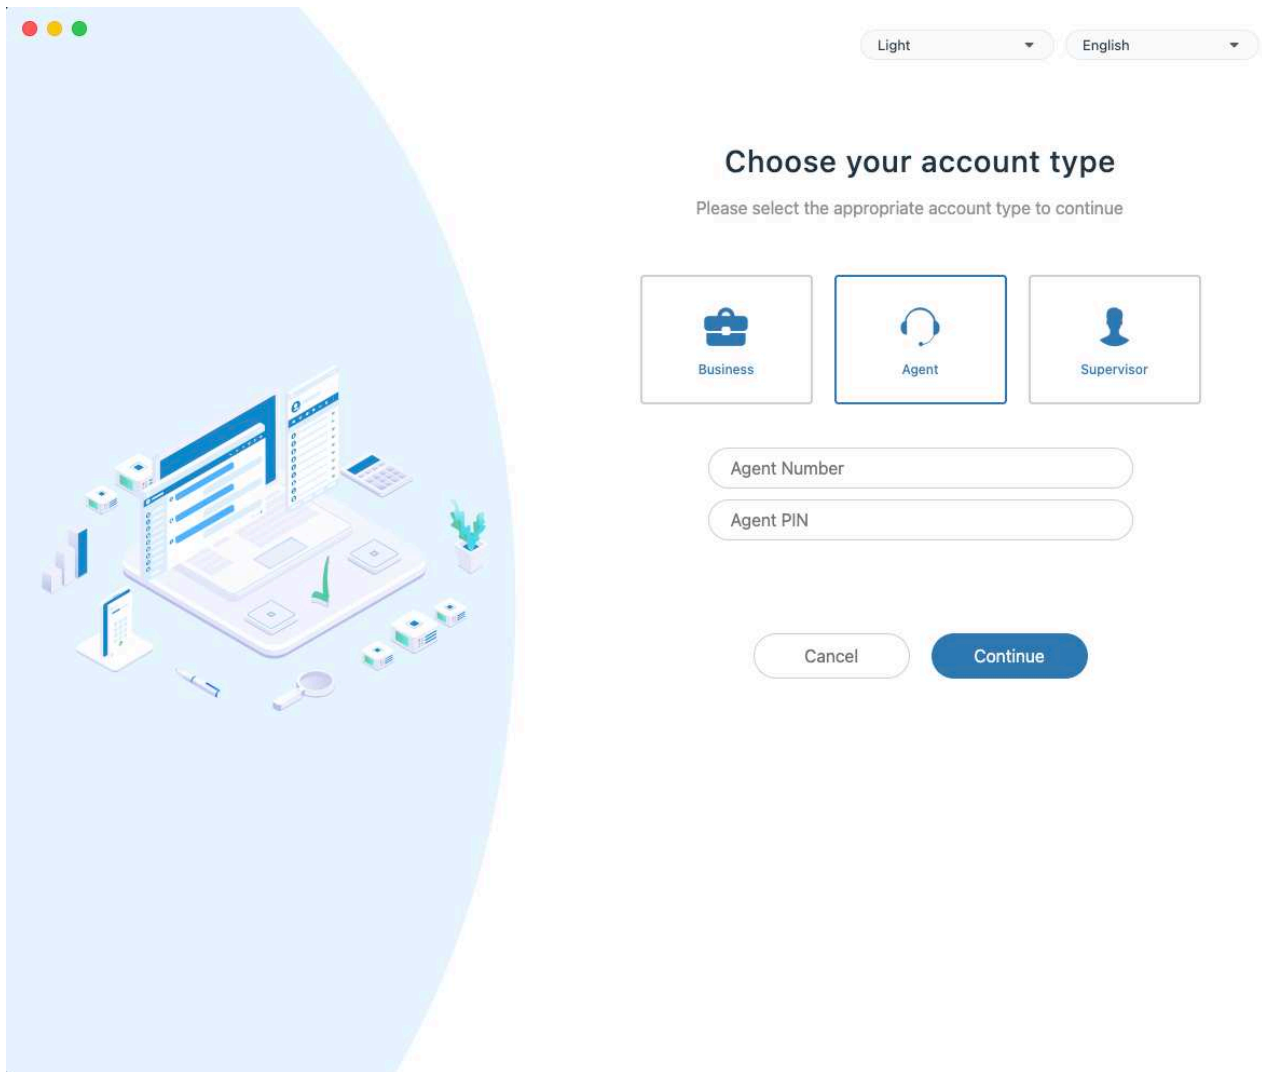 Light
English
Choose your account type
Please select the appropriate account type to continue
Business
Agent
Supervisor
Agent Number
Agent PIN
Cancel
Continue